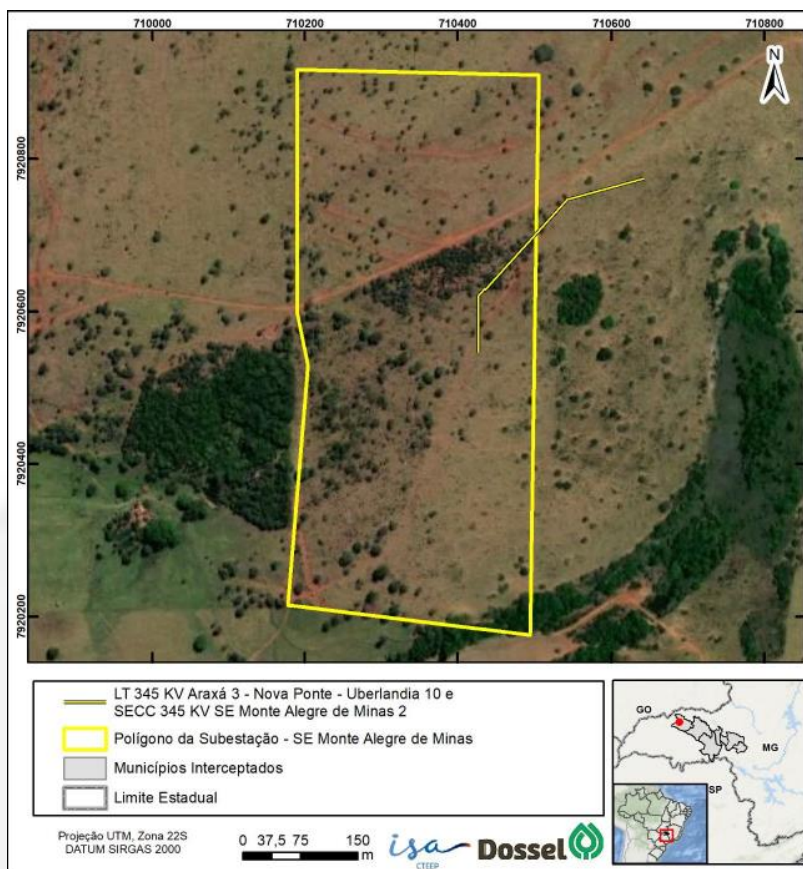 710000 710200 710400 710600 710800
N
7920800
7920600
7920400
7920200
LT 345 KV Araxá 3 - Nova Ponte - Uberlandia 10 e
SECC 345 KV SE Monte Alegre de Minas 2
Polígono da Subestação - SE Monte Alegre de Minas
Municípios Interceptados
Limite Estadual
GO
MG
SP
Projeção UTM, Zona 22S
DATUM SIRGAS 2000
0 37,5 75 150
m
isa
CTEEP
Dossel